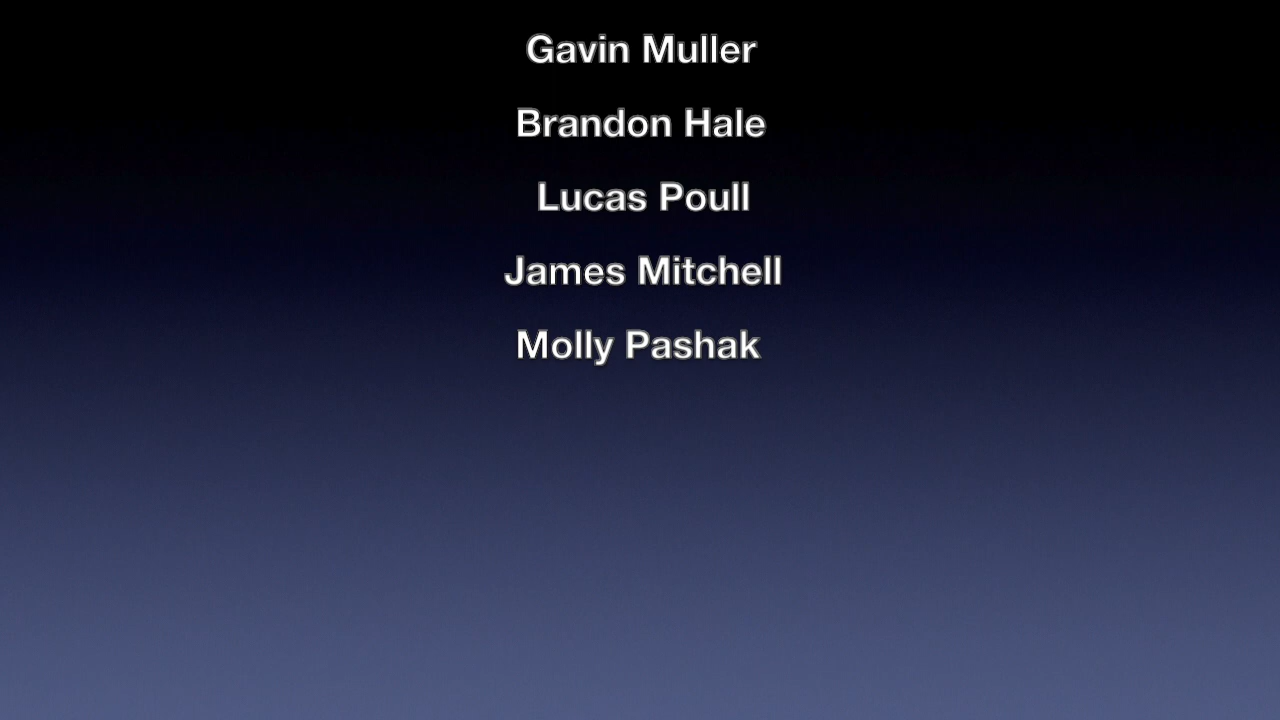 Gavin Muller
Brandon Hale
Lucas Poull
James Mitchell
Molly Pashak